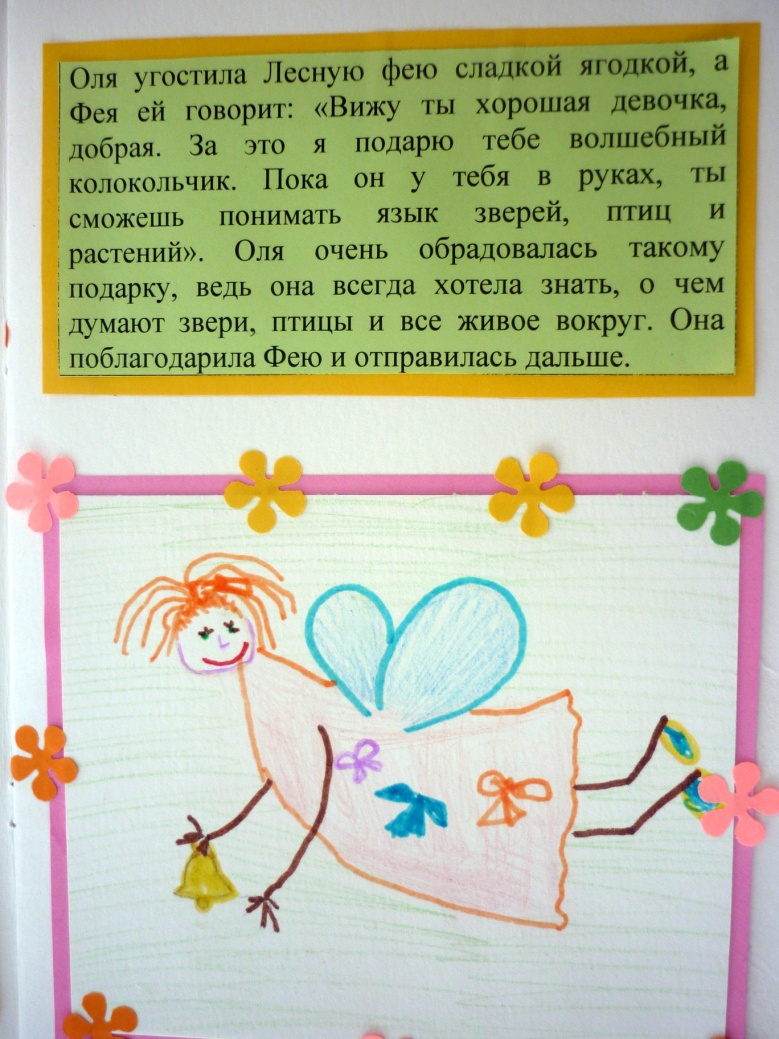 Оля угостила Лесную фею сладкой ягодкой, а
Фея ей говорит: «Вижу ты хорошая девочка,
добрая. За это я подарю тебе волшебный
колокольчик. Пока он у тебя в руках, ты
сможешь понимать язык зверей, птиц и
растений». Оля очень обрадовалась такому
подарку, ведь она всегда хотела знать, о чем
думают звери, птицы и все живое вокруг. Она
поблагодарила Фею и отправилась дальше.